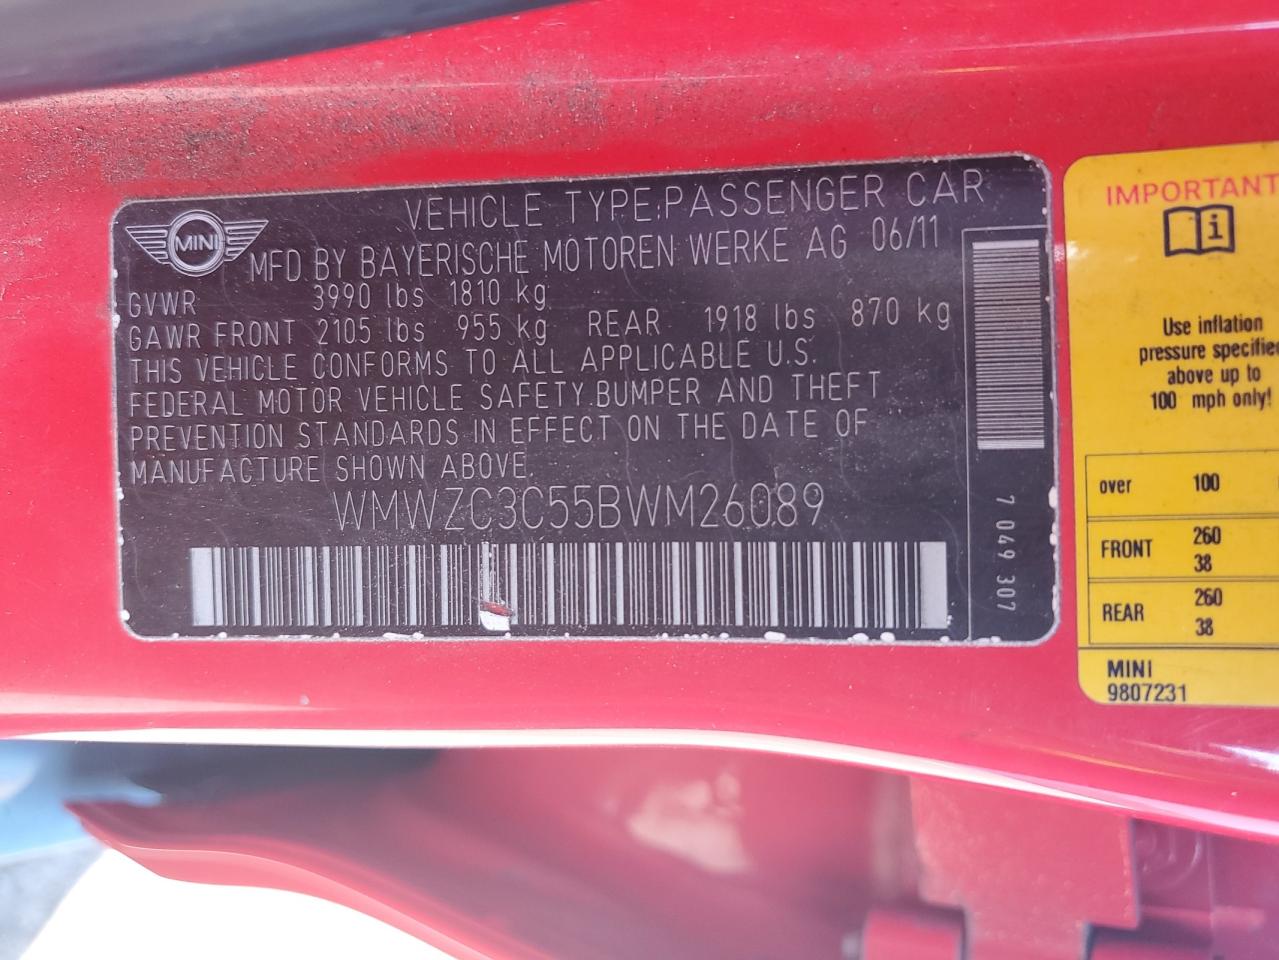 VEHICLE TYPE:PASSENGER CAR
MINI
MFD BY BAYERISCHE MOTOREN WERKE AG 06/11
GVWR 3990 lbs 1810 kg
GAWR FRONT 2105 lbs 955 kg REAR 1918 lbs 870 kg
THIS VEHICLE CONFORMS TO ALL APPLICABLE U.S.
FEDERAL MOTOR VEHICLE SAFETY.BUMPER AND THEFT
PREVENTION STANDARDS IN EFFECT ON THE DATE OF
MANUFACTURE SHOWN ABOVE.
WMWZC3C55BWM26089
7 049 307
IMPORTANT
i
Use inflation
pressure specified
above up to
100 mph only!
over 100
FRONT 260
38
REAR 260
38
MINI
9807231